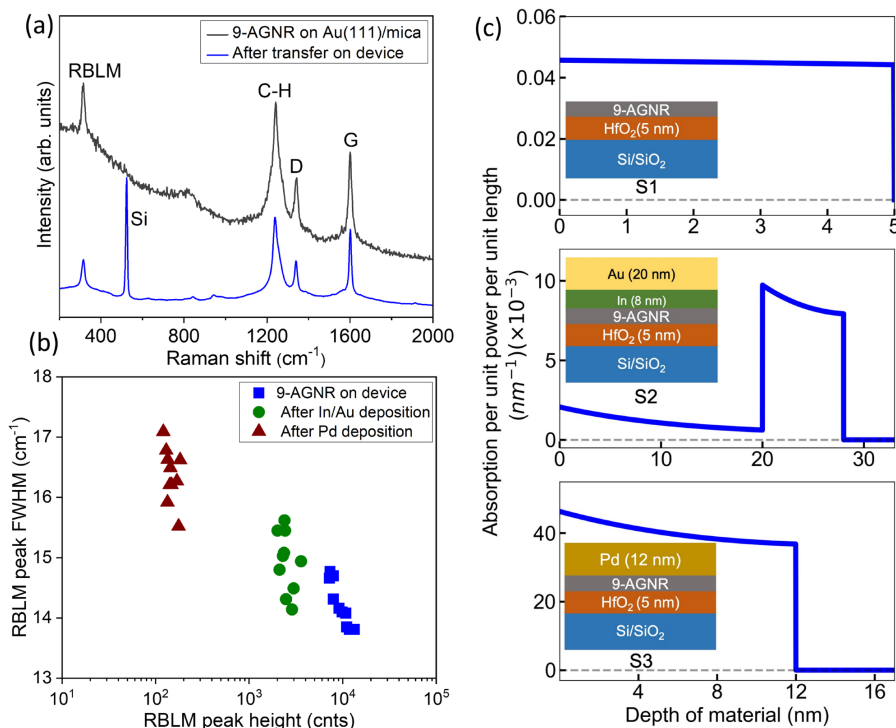 (a)
9-AGNR on Au(111)/mica
After transfer on device
RBLM
C-H
D
G
Si
Intensity (arb. units)
400 800 1200 1600 2000
Raman shift (cm⁻¹)
(b)
9-AGNR on device
After In/Au deposition
After Pd deposition
18
17
16
15
14
13
RBLM peak FWHM (cm⁻¹)
10¹ 10² 10³ 10⁴ 10⁵
RBLM peak height (cnts)
(c)
Absorption per unit power per unit length
(nm⁻¹)(×10⁻³)
0.06
0.04
0.02
0.00
9-AGNR
HfO₂(5 nm)
Si/SiO₂
S1
0 1 2 3 4 5
10
5
0
Au (20 nm)
In (8 nm)
9-AGNR
HfO₂(5 nm)
Si/SiO₂
S2
0 10 20 30
40
20
0
Pd (12 nm)
9-AGNR
HfO₂(5 nm)
Si/SiO₂
S3
4 8 12 16
Depth of material (nm)